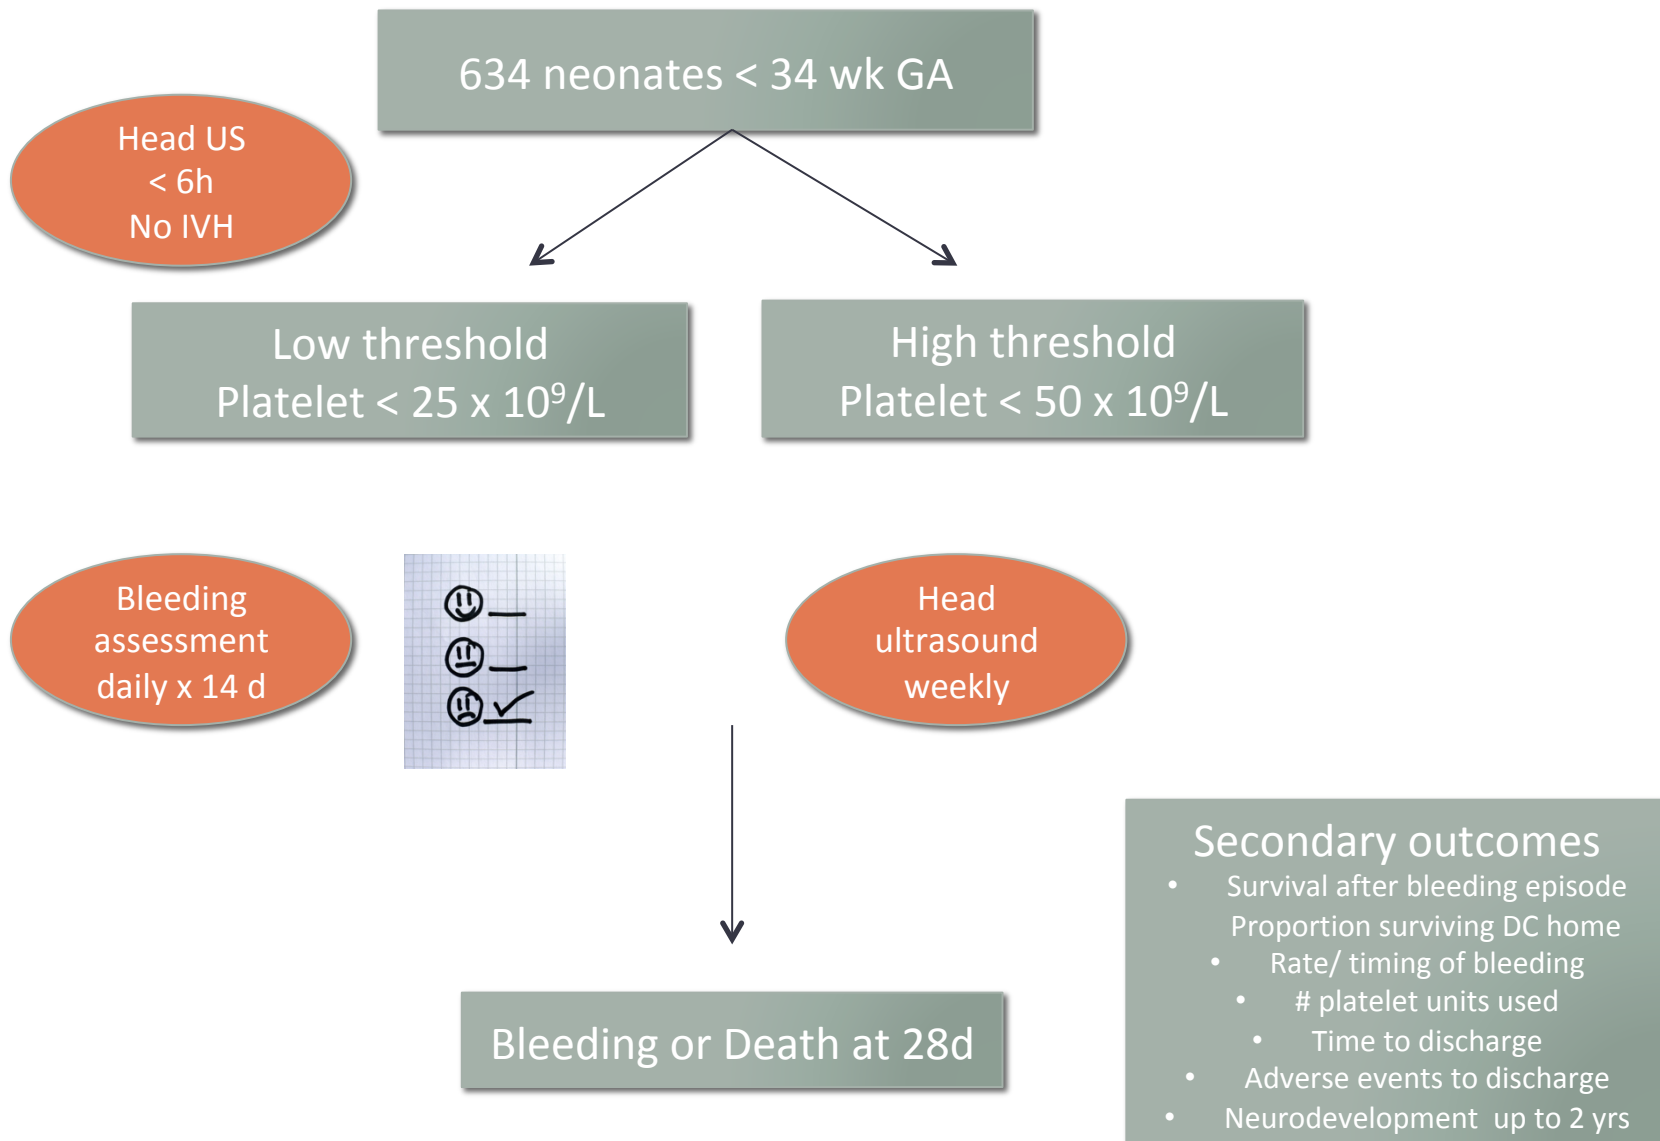 634 neonates < 34 wk GA
Head US
< 6h
No IVH
Low threshold
Platelet < 25 x 10⁹/L
High threshold
Platelet < 50 x 10⁹/L
Bleeding
assessment
daily x 14 d
Head
ultrasound
weekly
Bleeding or Death at 28d
Secondary outcomes
• Survival after bleeding episode
Proportion surviving DC home
• Rate/ timing of bleeding
• # platelet units used
• Time to discharge
• Adverse events to discharge
• Neurodevelopment up to 2 yrs